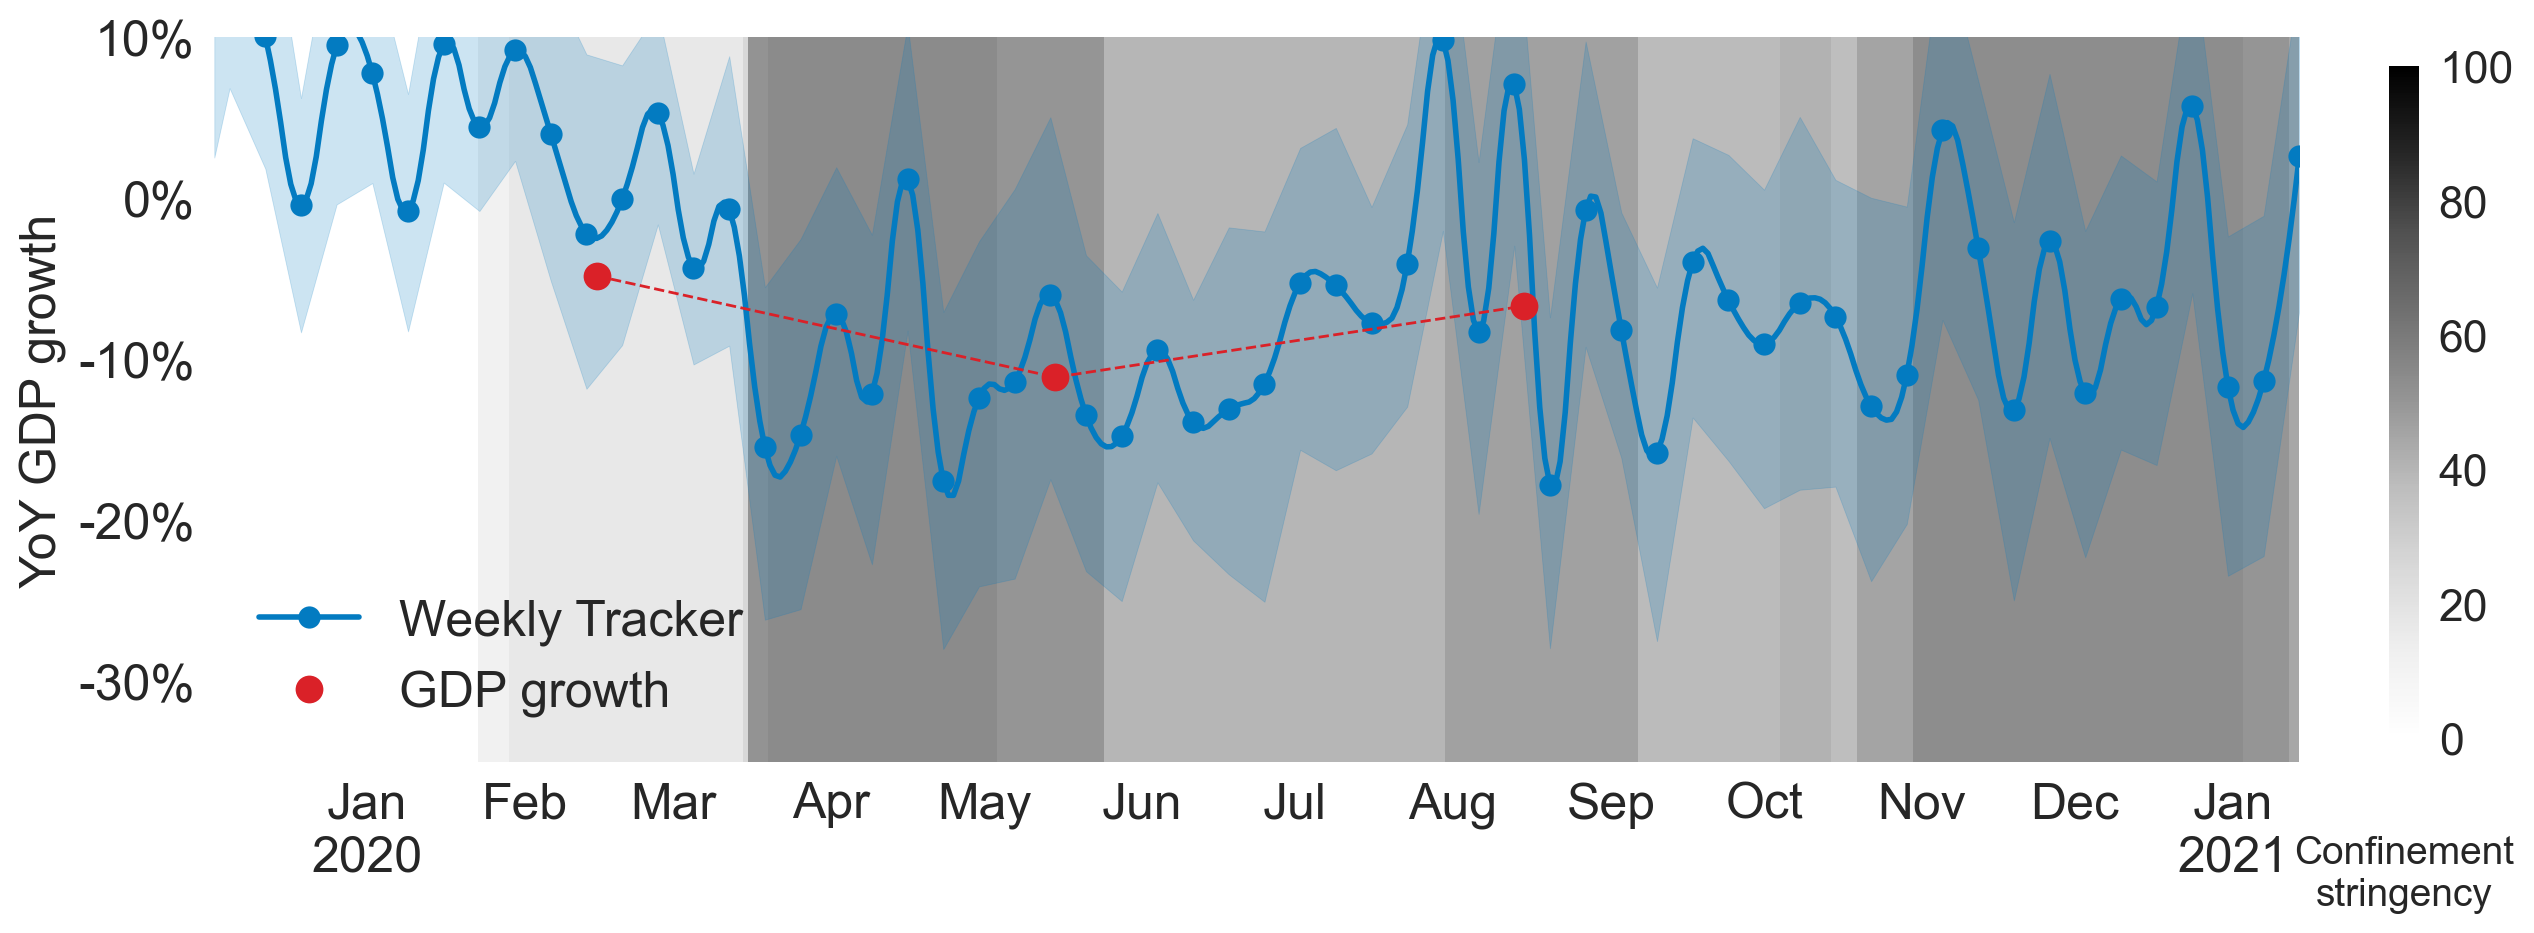 10%
0%
-10%
-20%
-30%
YoY GDP growth
Weekly Tracker
GDP growth
Jan
2020
Feb
Mar
Apr
May
Jun
Jul
Aug
Sep
Oct
Nov
Dec
Jan
2021
100
80
60
40
20
0
Confinement
stringency